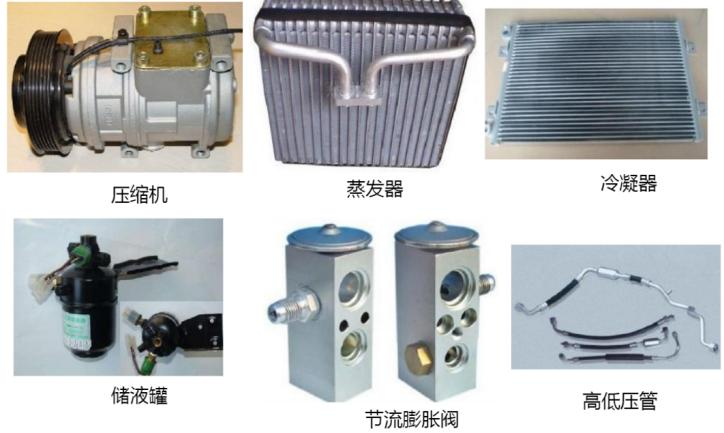 压缩机
蒸发器
冷凝器
储液罐
节流膨胀阀
高低压管